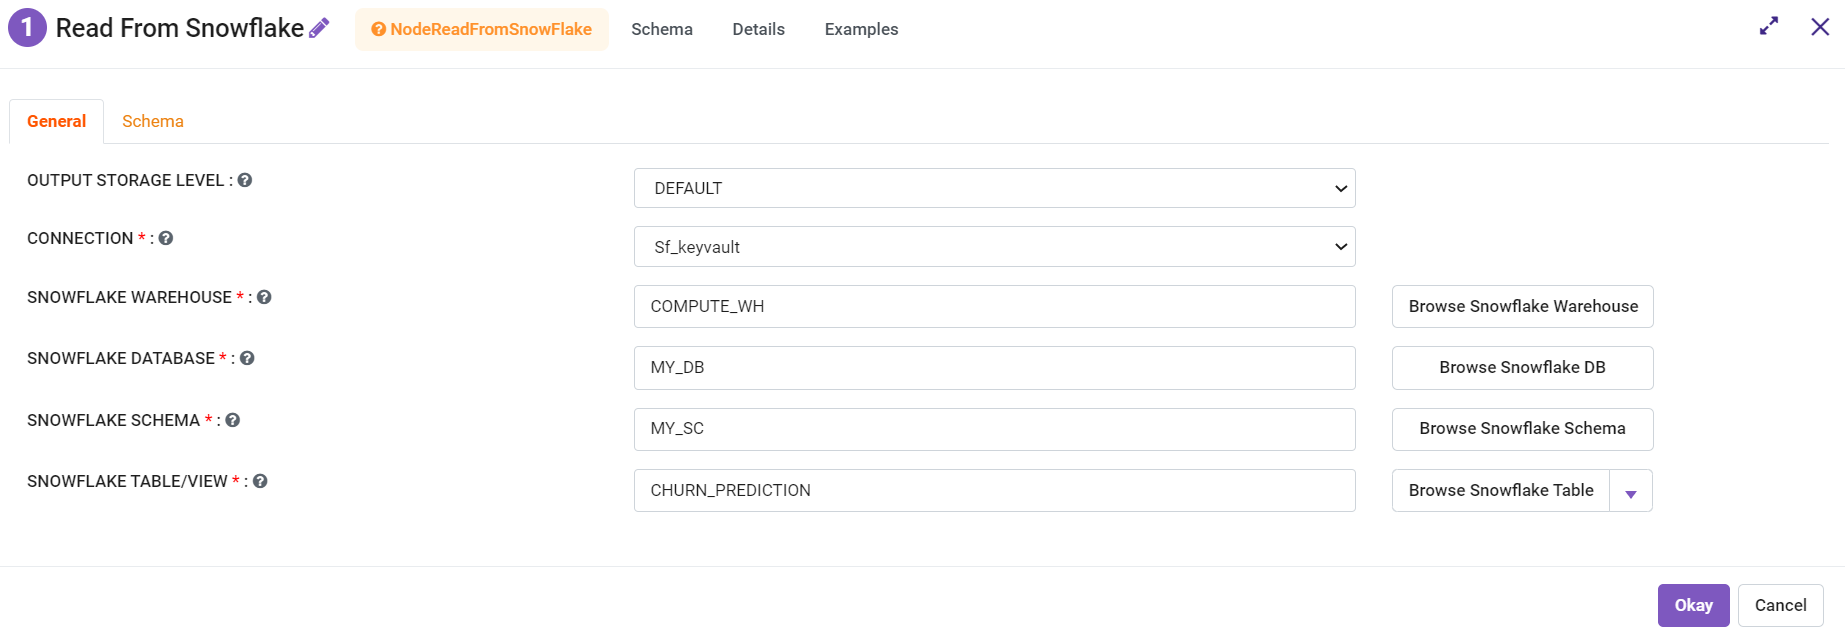 1 Read From Snowflake NodeReadFromSnowFlake Schema Details Examples
General Schema
OUTPUT STORAGE LEVEL : DEFAULT
CONNECTION * : Sf_keyvault
SNOWFLAKE WAREHOUSE * : COMPUTE_WH Browse Snowflake Warehouse
SNOWFLAKE DATABASE * : MY_DB Browse Snowflake DB
SNOWFLAKE SCHEMA * : MY_SC Browse Snowflake Schema
SNOWFLAKE TABLE/VIEW * : CHURN_PREDICTION Browse Snowflake Table
Okay Cancel